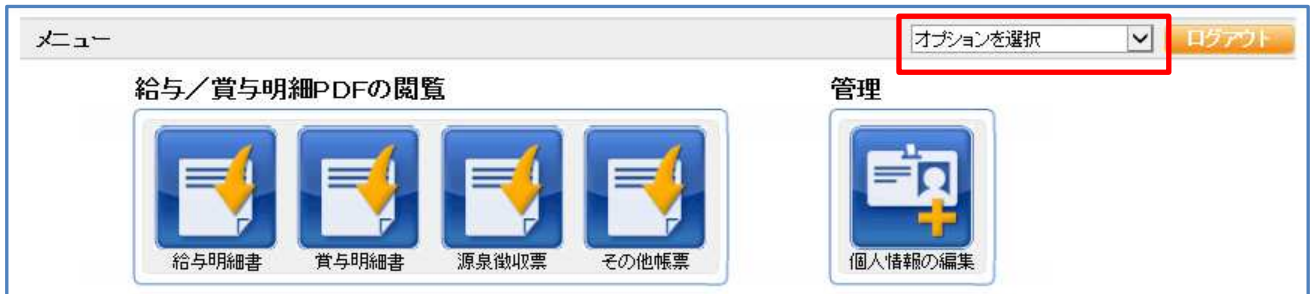 メニュー
オプションを選択
ログアウト
給与／賞与明細PDFの閲覧
管理
給与明細書
賞与明細書
源泉徴収票
その他帳票
個人情報の編集